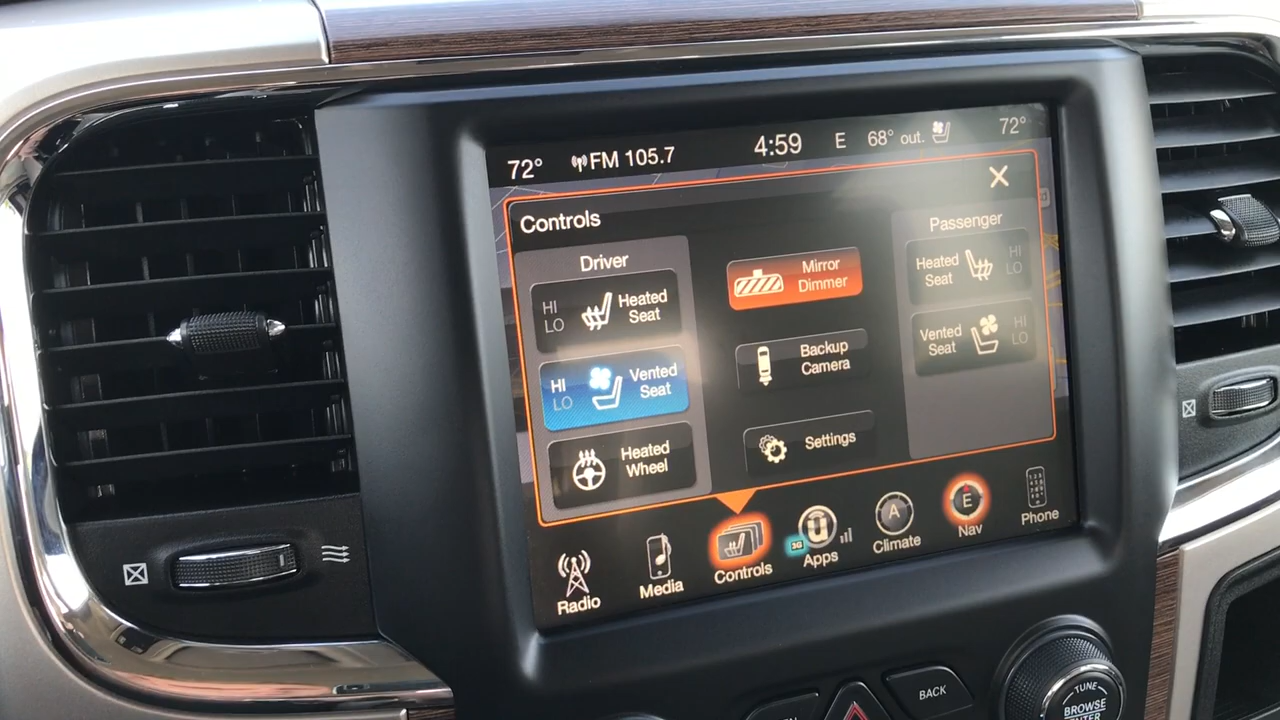 72° FM 105.7 4:59 E 68° out. 72°
Controls
Driver
HI
LO
Heated
Seat
HI
LO
Vented
Seat
Heated
Wheel
Mirror
Dimmer
Backup
Camera
Settings
Passenger
Heated
Seat
HI
LO
Vented
Seat
HI
LO
Radio
Media
Controls
3G
Apps
A
Climate
E
Nav
Phone
BACK
TUNE
BROWSE
ENTER